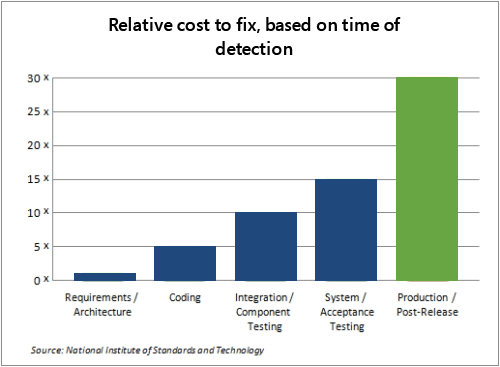 Relative cost to fix, based on time of
detection
30 x
25 x
20 x
15 x
10 x
5 x
0 x
Requirements /
Architecture
Coding
Integration /
Component
Testing
System /
Acceptance
Testing
Production /
Post-Release
Source: National Institute of Standards and Technology